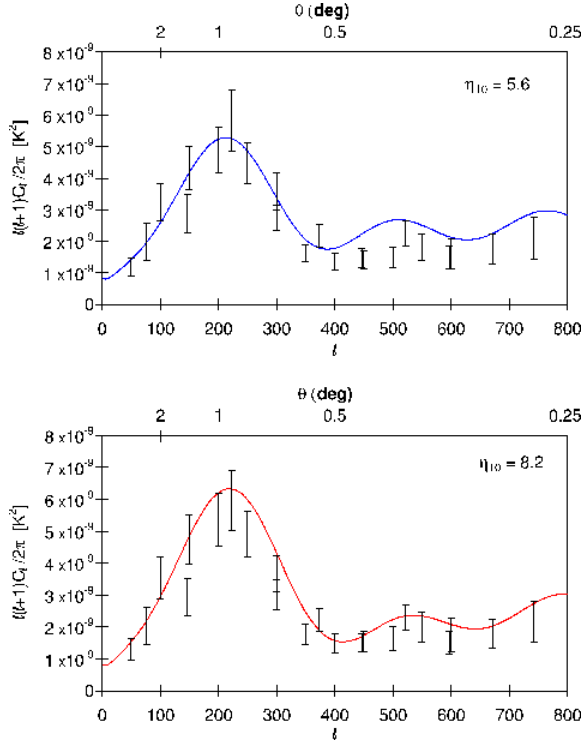 θ (deg)
2 1 0.5 0.25
8 x10⁻⁹
7 x10⁻⁹
6 x10⁻⁹
5 x10⁻⁹
4 x10⁻⁹
3 x10⁻⁹
2 x10⁻⁹
1 x10⁻⁹
0
ℓ(ℓ+1)Cℓ/2π [K²]
η₁₀ = 5.6
0 100 200 300 400 500 600 700 800
ℓ
θ (deg)
2 1 0.5 0.25
8 x10⁻⁹
7 x10⁻⁹
6 x10⁻⁹
5 x10⁻⁹
4 x10⁻⁹
3 x10⁻⁹
2 x10⁻⁹
1 x10⁻⁹
0
ℓ(ℓ+1)Cℓ/2π [K²]
η₁₀ = 8.2
0 100 200 300 400 500 600 700 800
ℓ